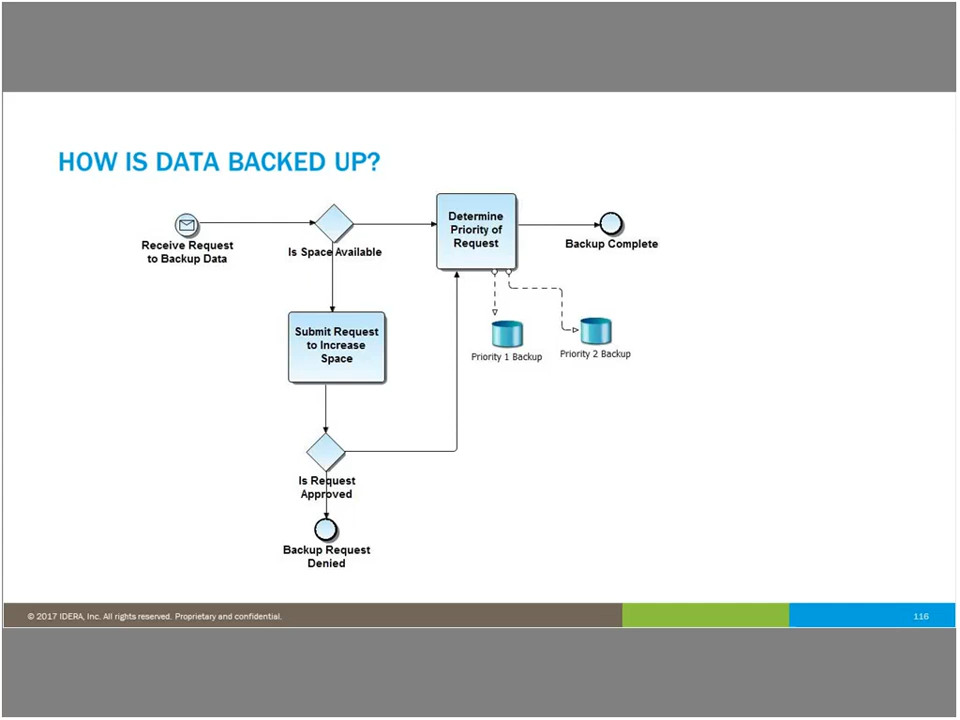 HOW IS DATA BACKED UP?
Receive Request
to Backup Data
Is Space Available
Determine
Priority of
Request
Backup Complete
Submit Request
to Increase
Space
Priority 1 Backup
Priority 2 Backup
Is Request
Approved
Backup Request
Denied
© 2017 IDERA, Inc. All rights reserved. Proprietary and confidential.
116